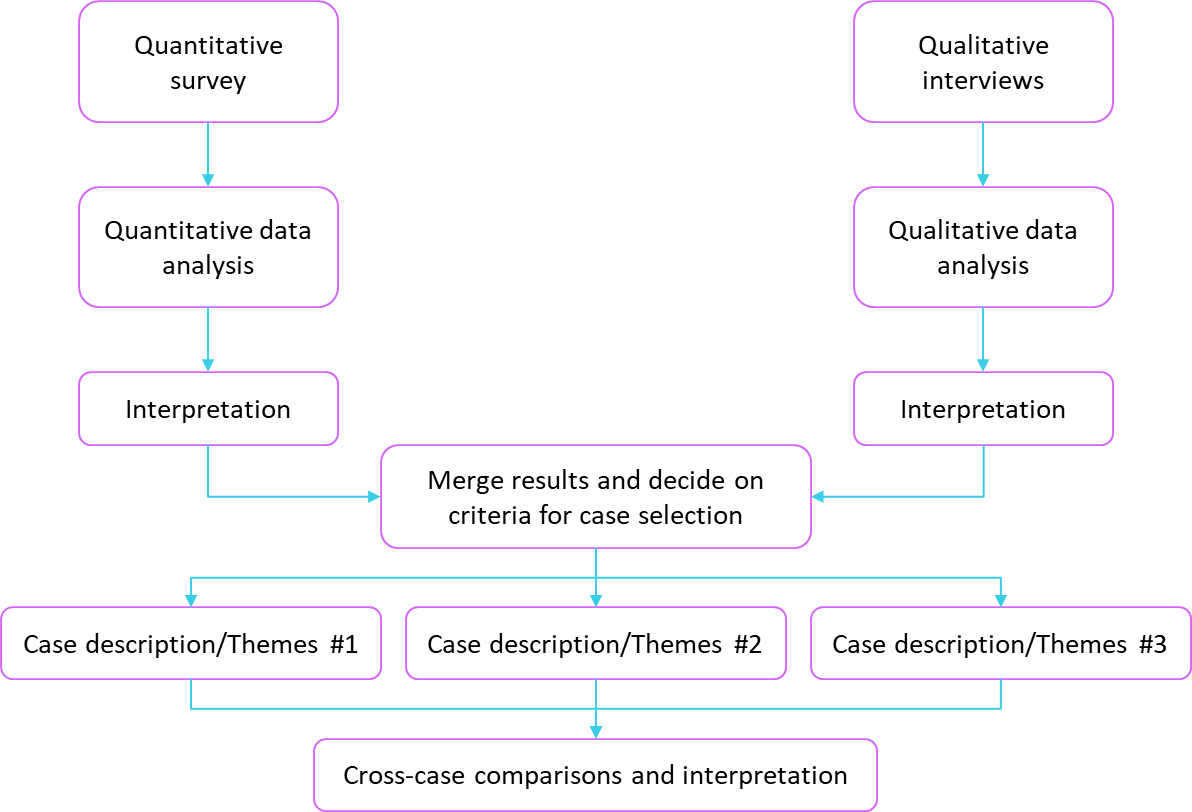 Quantitative
survey
Qualitative
interviews
Quantitative data
analysis
Qualitative data
analysis
Interpretation
Interpretation
Merge results and decide on
criteria for case selection
Case description/Themes #1
Case description/Themes #2
Case description/Themes #3
Cross-case comparisons and interpretation